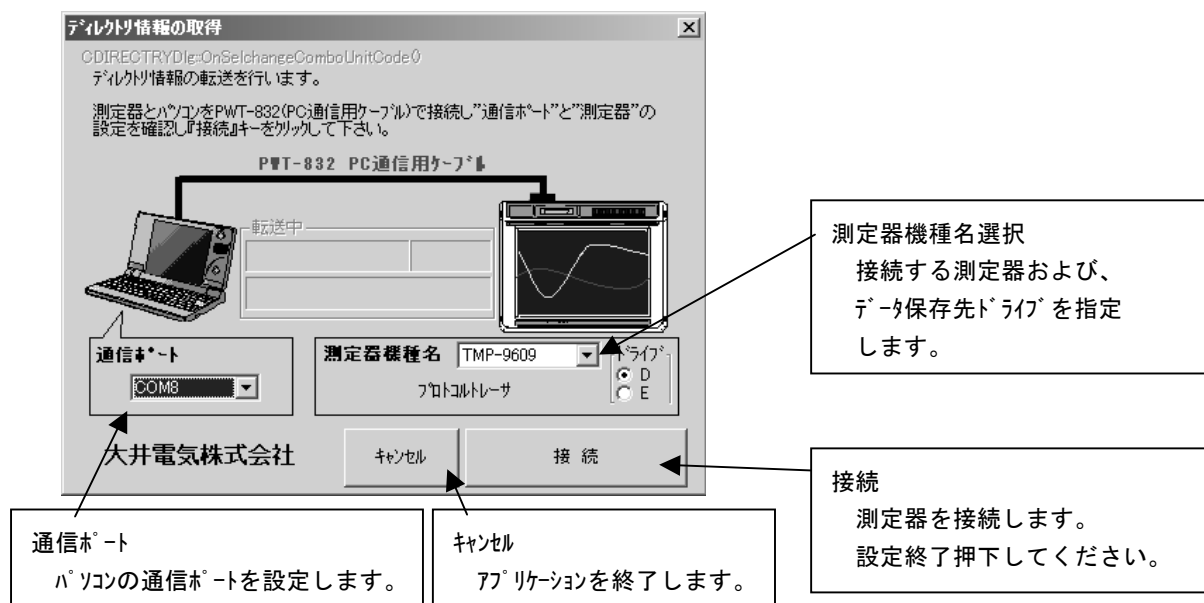 ﾃﾞｨﾚｸﾄﾘ情報の取得
CDIRECTRYDlg::OnSelchangeComboUnitCode()
ﾃﾞｨﾚｸﾄﾘ情報の転送を行います。
測定器とﾊﾟｿｺﾝをPWT-832(PC通信用ｹｰﾌﾞﾙ)で接続し"通信ﾎﾟｰﾄ"と"測定器"の
設定を確認し『接続』ｷｰをｸﾘｯｸして下さい。
PWT-832 PC通信用ｹｰﾌﾞﾙ
転送中
通信ﾎﾟｰﾄ
COM8
測定器機種名
TMP-9609
ﾄﾞﾗｲﾌﾞ
D
E
ﾌﾟﾛﾄｺﾙﾄﾚｰｻ
大井電気株式会社
ｷｬﾝｾﾙ
接 続
測定器機種名選択
接続する測定器および、
ﾃﾞｰﾀ保存先ﾄﾞﾗｲﾌﾞを指定
します。
接続
測定器を接続します。
設定終了押下してください。
通信ﾎﾟｰﾄ
ﾊﾟｿｺﾝの通信ﾎﾟｰﾄを設定します。
ｷｬﾝｾﾙ
ｱﾌﾟﾘｹｰｼｮﾝを終了します。